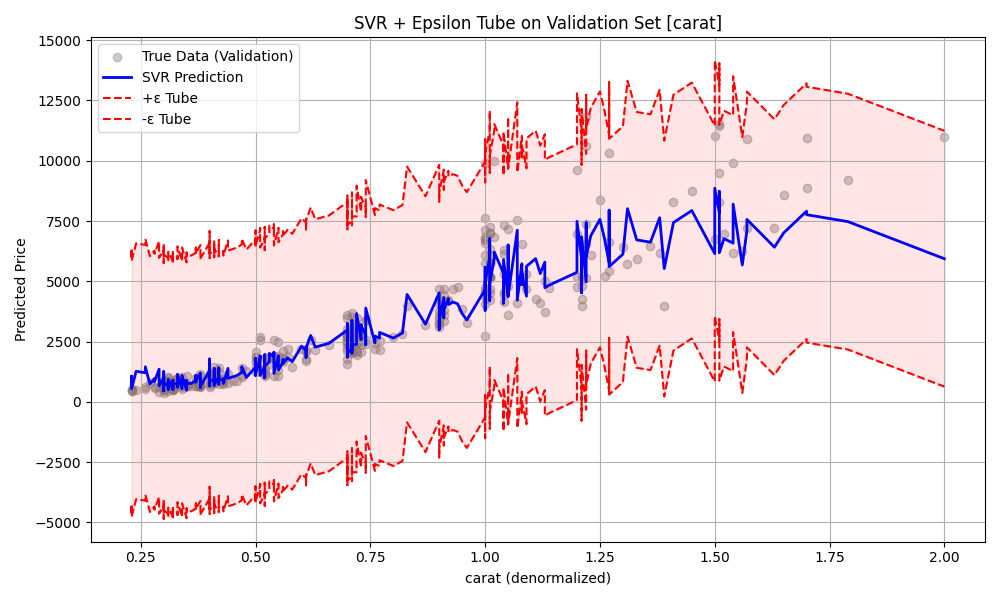 SVR + Epsilon Tube on Validation Set [carat]
15000
12500
10000
7500
5000
2500
0
−2500
−5000
Predicted Price
True Data (Validation)
SVR Prediction
+ε Tube
-ε Tube
0.25
0.50
0.75
1.00
1.25
1.50
1.75
2.00
carat (denormalized)